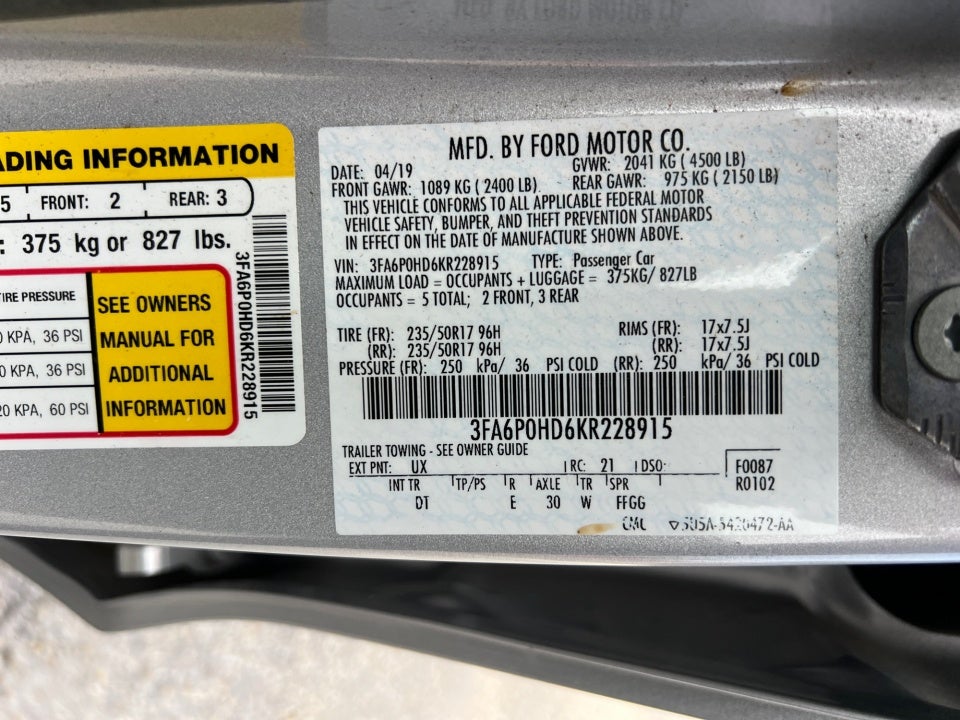 ADING INFORMATION
5 FRONT: 2 REAR: 3
: 375 kg or 827 lbs.
IRE PRESSURE
0 KPA, 36 PSI
0 KPA, 36 PSI
20 KPA, 60 PSI
SEE OWNERS
MANUAL FOR
ADDITIONAL
INFORMATION
3FA6P0HD6KR228915
MFD. BY FORD MOTOR CO.
DATE: 04/19 GVWR: 2041 KG ( 4500 LB)
FRONT GAWR: 1089 KG ( 2400 LB) REAR GAWR: 975 KG ( 2150 LB)
THIS VEHICLE CONFORMS TO ALL APPLICABLE FEDERAL MOTOR
VEHICLE SAFETY, BUMPER, AND THEFT PREVENTION STANDARDS
IN EFFECT ON THE DATE OF MANUFACTURE SHOWN ABOVE.
VIN: 3FA6P0HD6KR228915 TYPE: Passenger Car
MAXIMUM LOAD = OCCUPANTS + LUGGAGE = 375KG/ 827LB
OCCUPANTS = 5 TOTAL; 2 FRONT, 3 REAR
TIRE (FR): 235/50R17 96H RIMS (FR): 17x7.5J
(RR): 235/50R17 96H (RR): 17x7.5J
PRESSURE (FR): 250 kPa/ 36 PSI COLD (RR): 250 kPa/ 36 PSI COLD
3FA6P0HD6KR228915
TRAILER TOWING - SEE OWNER GUIDE
EXT PNT: UX RC: 21 DSO: F0087
R0102
INT TR TP/PS R AXLE TR SPR
DT E 30 W FFGG